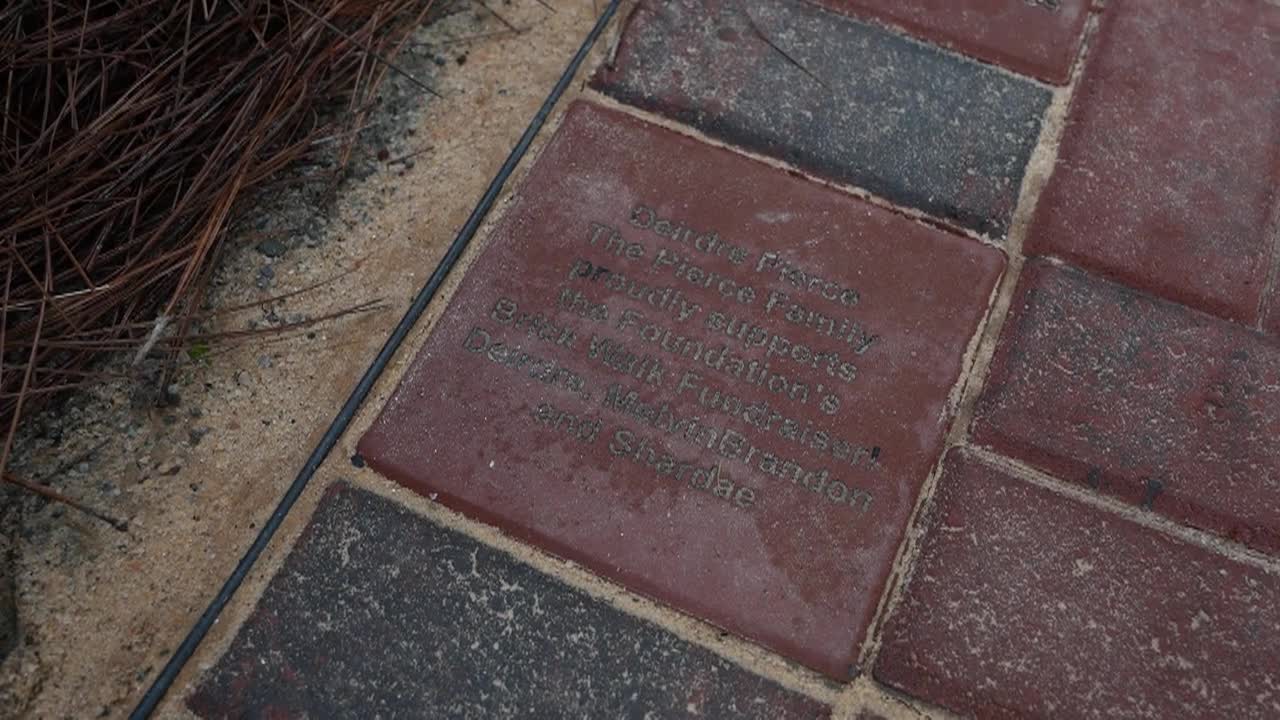 Deirdre Pierce
The Pierce Family
proudly supports
the Foundation's
Brick Walk Fundraiser!
Deirdre, MelvinBrandon
and Shardae